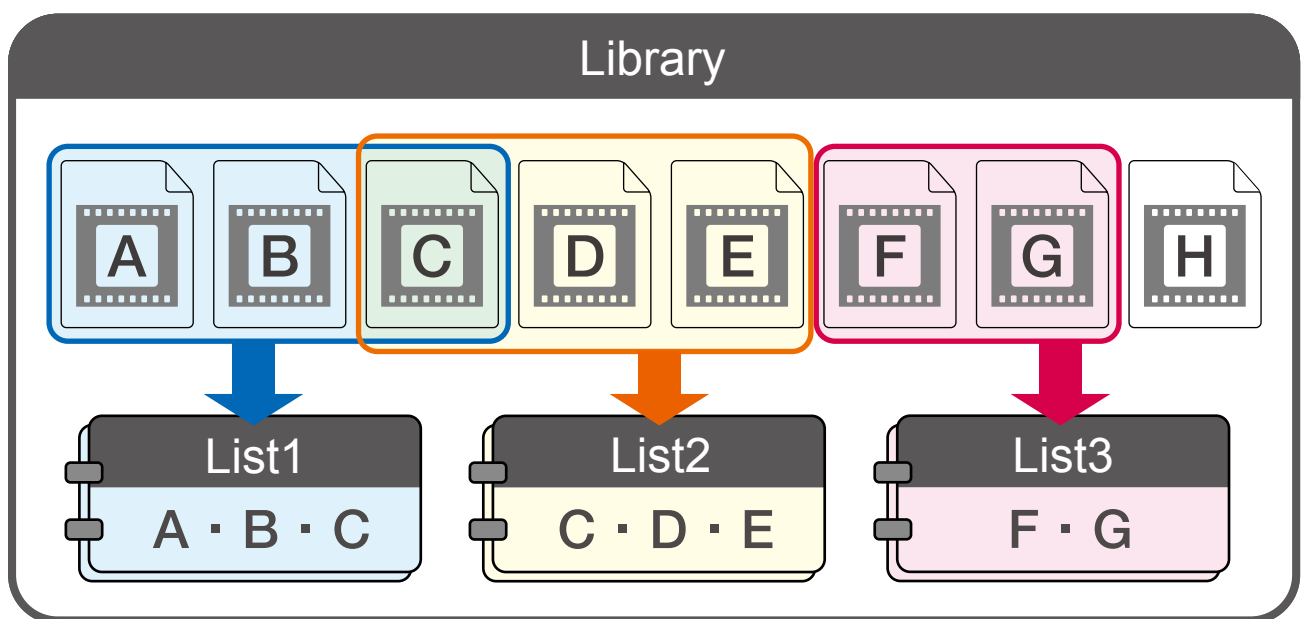 Library
A B C D E F G H
List1 List2 List3
A・B・C C・D・E F・G